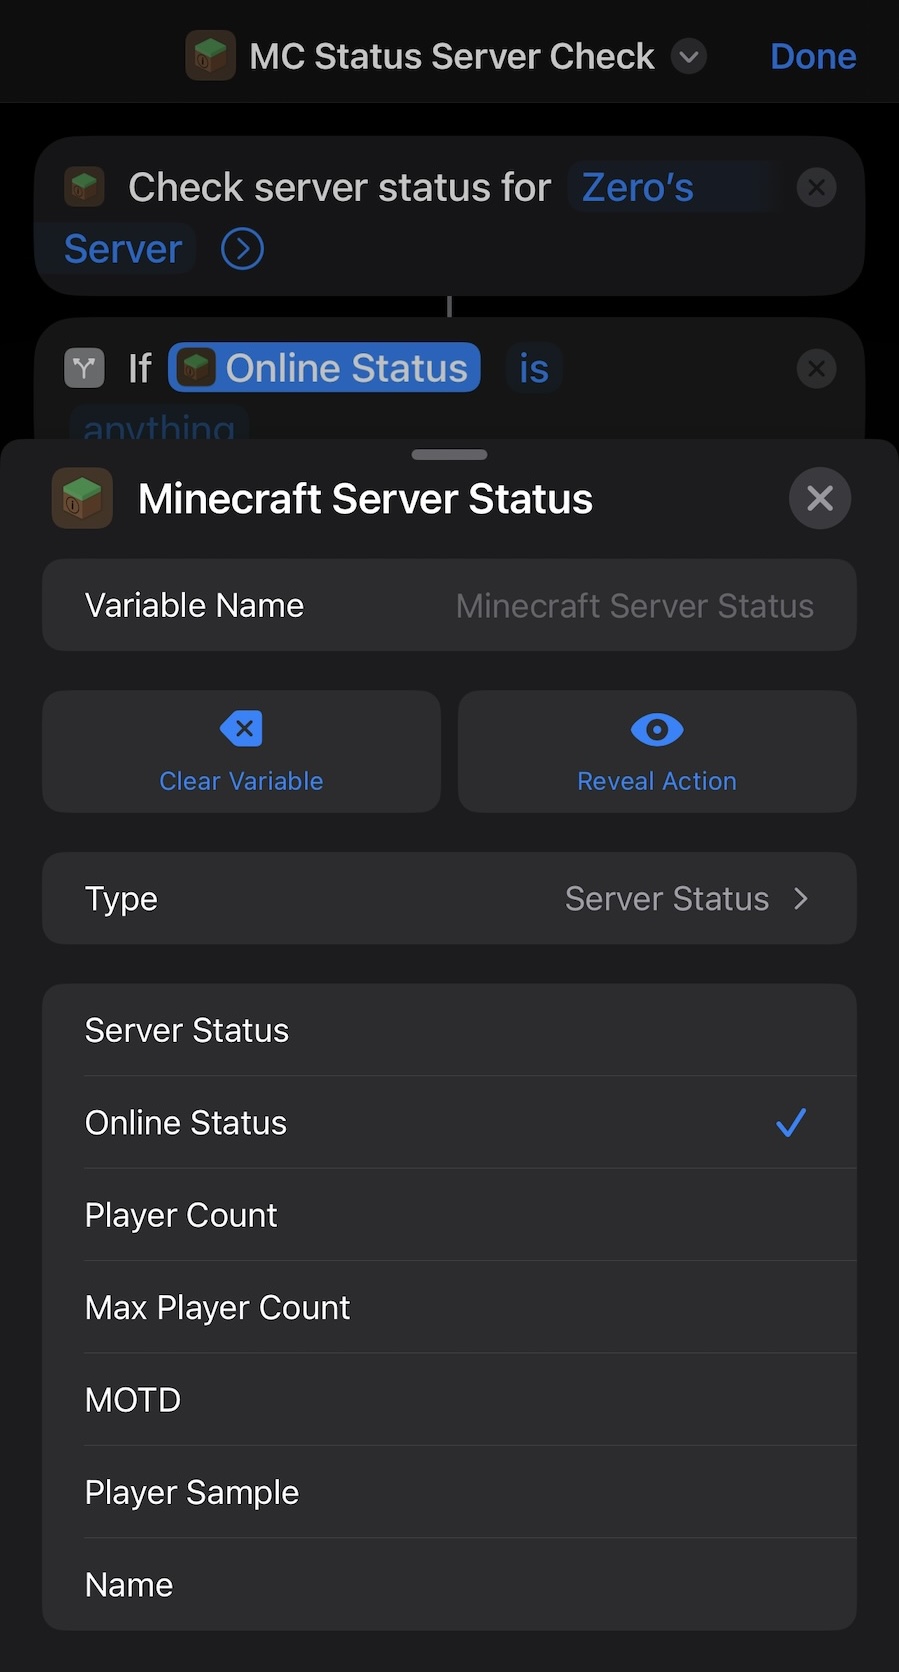 MC Status Server Check
Done
Check server status for Zero’s
Server
If Online Status is
anything
Minecraft Server Status
Variable Name Minecraft Server Status
Clear Variable
Reveal Action
Type Server Status
Server Status
Online Status
Player Count
Max Player Count
MOTD
Player Sample
Name